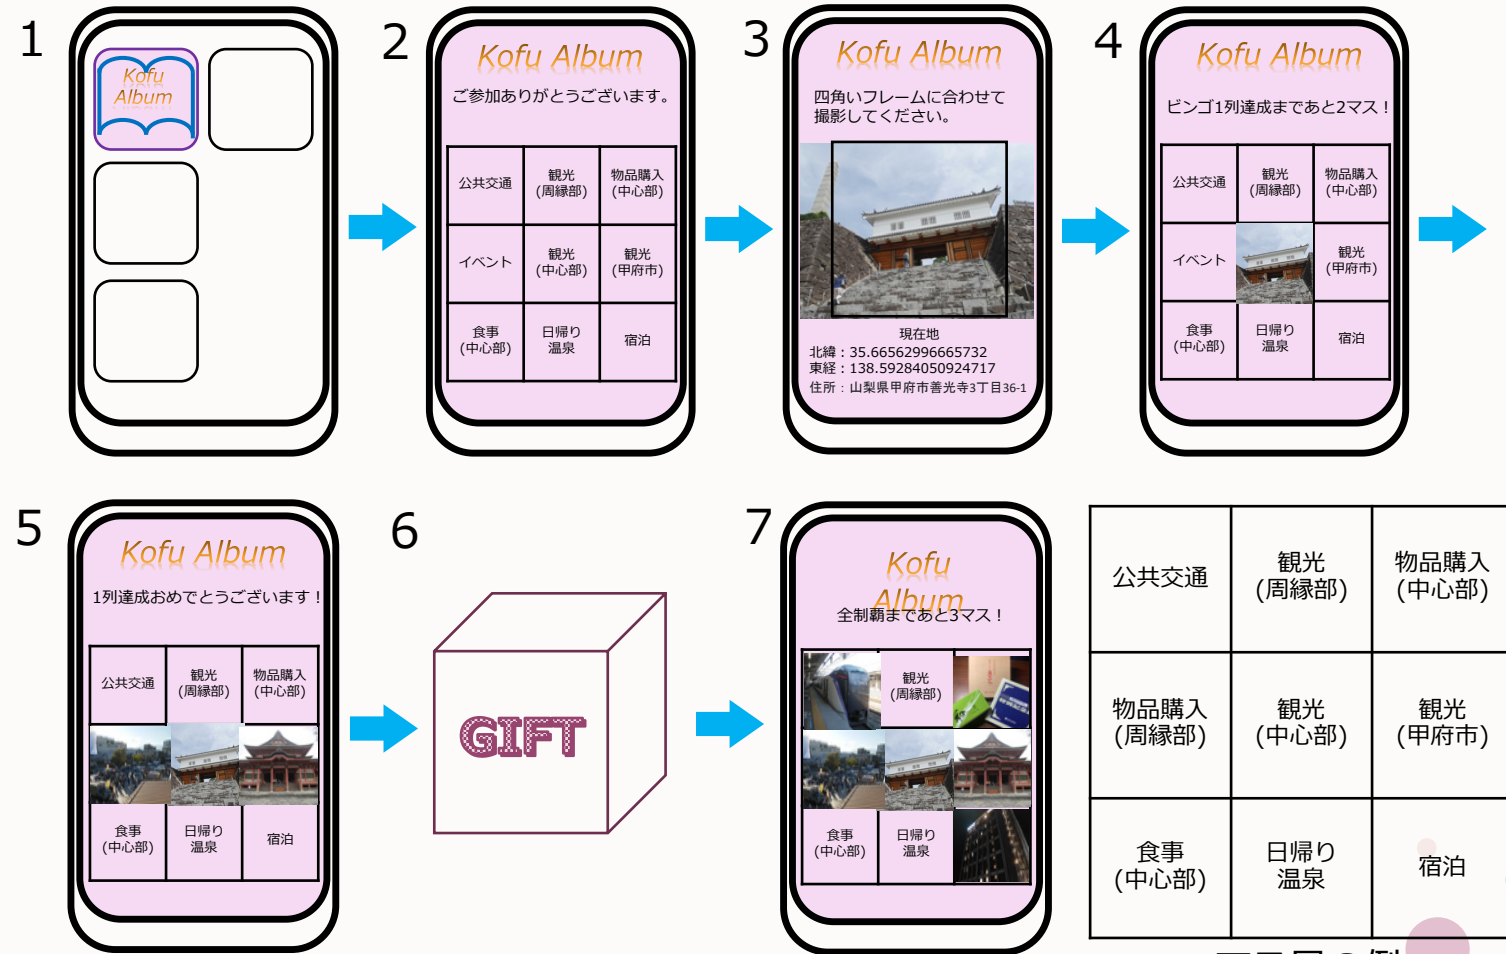 1
Kofu
Album
2
Kofu Album
ご参加ありがとうございます。
公共交通
観光
(周縁部)
物品購入
(中心部)
イベント
観光
(中心部)
観光
(甲府市)
食事
(中心部)
日帰り
温泉
宿泊
3
Kofu Album
四角いフレームに合わせて
撮影してください。
現在地
北緯：35.66562996665732
東経：138.59284050924717
住所：山梨県甲府市善光寺3丁目36-1
4
Kofu Album
ビンゴ1列達成まであと2マス！
公共交通
観光
(周縁部)
物品購入
(中心部)
イベント
観光
(甲府市)
食事
(中心部)
日帰り
温泉
宿泊
5
Kofu Album
1列達成おめでとうございます！
公共交通
観光
(周縁部)
物品購入
(中心部)
食事
(中心部)
日帰り
温泉
宿泊
6
GIFT
7
Kofu
Album
全制覇まであと3マス！
観光
(周縁部)
食事
(中心部)
日帰り
温泉
公共交通
観光
(周縁部)
物品購入
(中心部)
物品購入
(周縁部)
観光
(中心部)
観光
(甲府市)
食事
(中心部)
日帰り
温泉
宿泊